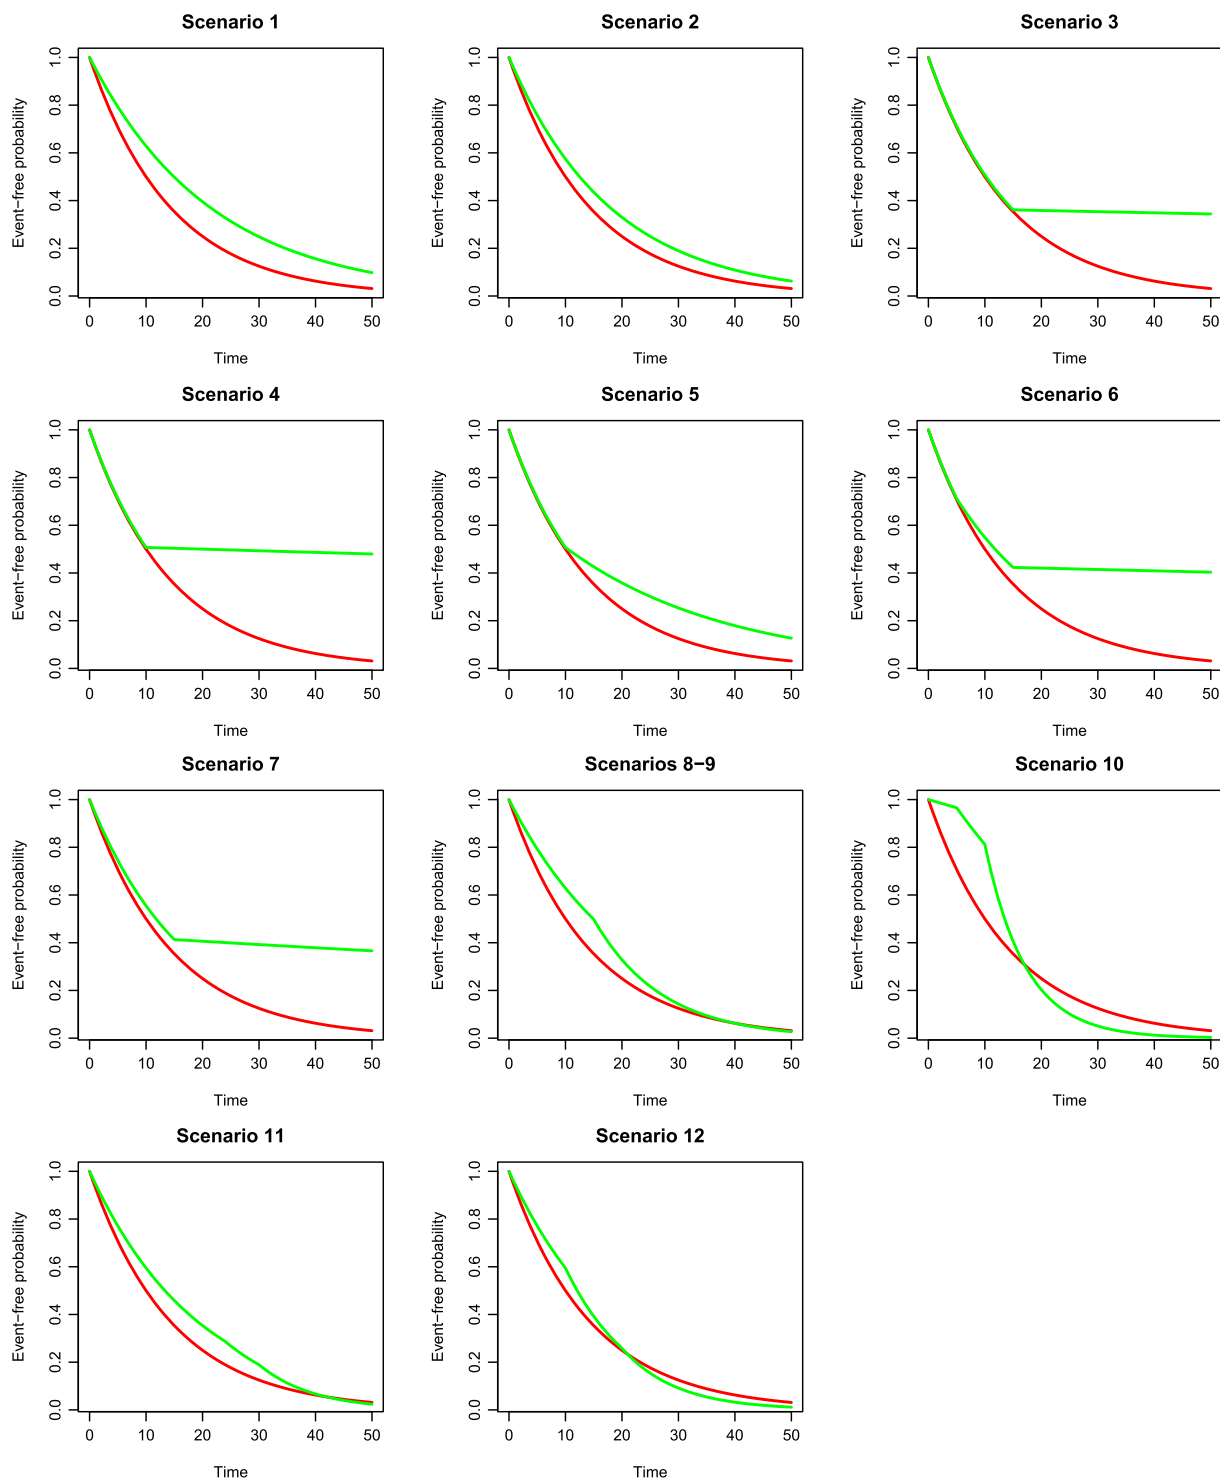 Scenario 1
Event−free probability
0.0 0.2 0.4 0.6 0.8 1.0
0 10 20 30 40 50
Time
Scenario 2
Event−free probability
0.0 0.2 0.4 0.6 0.8 1.0
0 10 20 30 40 50
Time
Scenario 3
Event−free probability
0.0 0.2 0.4 0.6 0.8 1.0
0 10 20 30 40 50
Time
Scenario 4
Event−free probability
0.0 0.2 0.4 0.6 0.8 1.0
0 10 20 30 40 50
Time
Scenario 5
Event−free probability
0.0 0.2 0.4 0.6 0.8 1.0
0 10 20 30 40 50
Time
Scenario 6
Event−free probability
0.0 0.2 0.4 0.6 0.8 1.0
0 10 20 30 40 50
Time
Scenario 7
Event−free probability
0.0 0.2 0.4 0.6 0.8 1.0
0 10 20 30 40 50
Time
Scenarios 8−9
Event−free probability
0.0 0.2 0.4 0.6 0.8 1.0
0 10 20 30 40 50
Time
Scenario 10
Event−free probability
0.0 0.2 0.4 0.6 0.8 1.0
0 10 20 30 40 50
Time
Scenario 11
Event−free probability
0.0 0.2 0.4 0.6 0.8 1.0
0 10 20 30 40 50
Time
Scenario 12
Event−free probability
0.0 0.2 0.4 0.6 0.8 1.0
0 10 20 30 40 50
Time